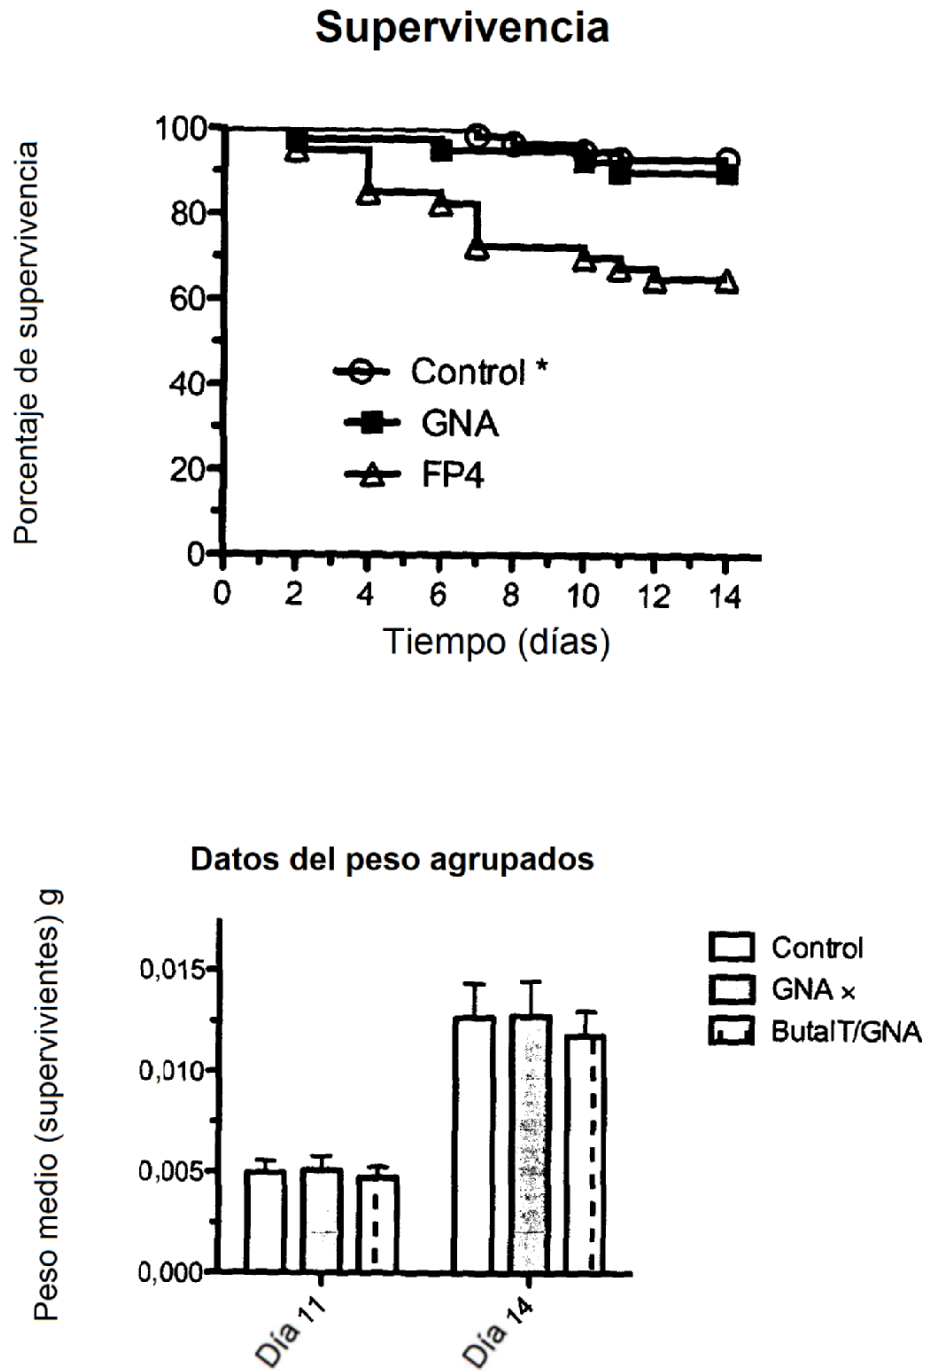 Supervivencia
Porcentaje de supervivencia
100
80
60
40
20
0
Control *
GNA
FP4
0 2 4 6 8 10 12 14
Tiempo (días)
Datos del peso agrupados
Peso medio (supervivientes) g
0,015
0,010
0,005
0,000
Control
GNA ×
ButaIT/GNA
Día 11
Día 14